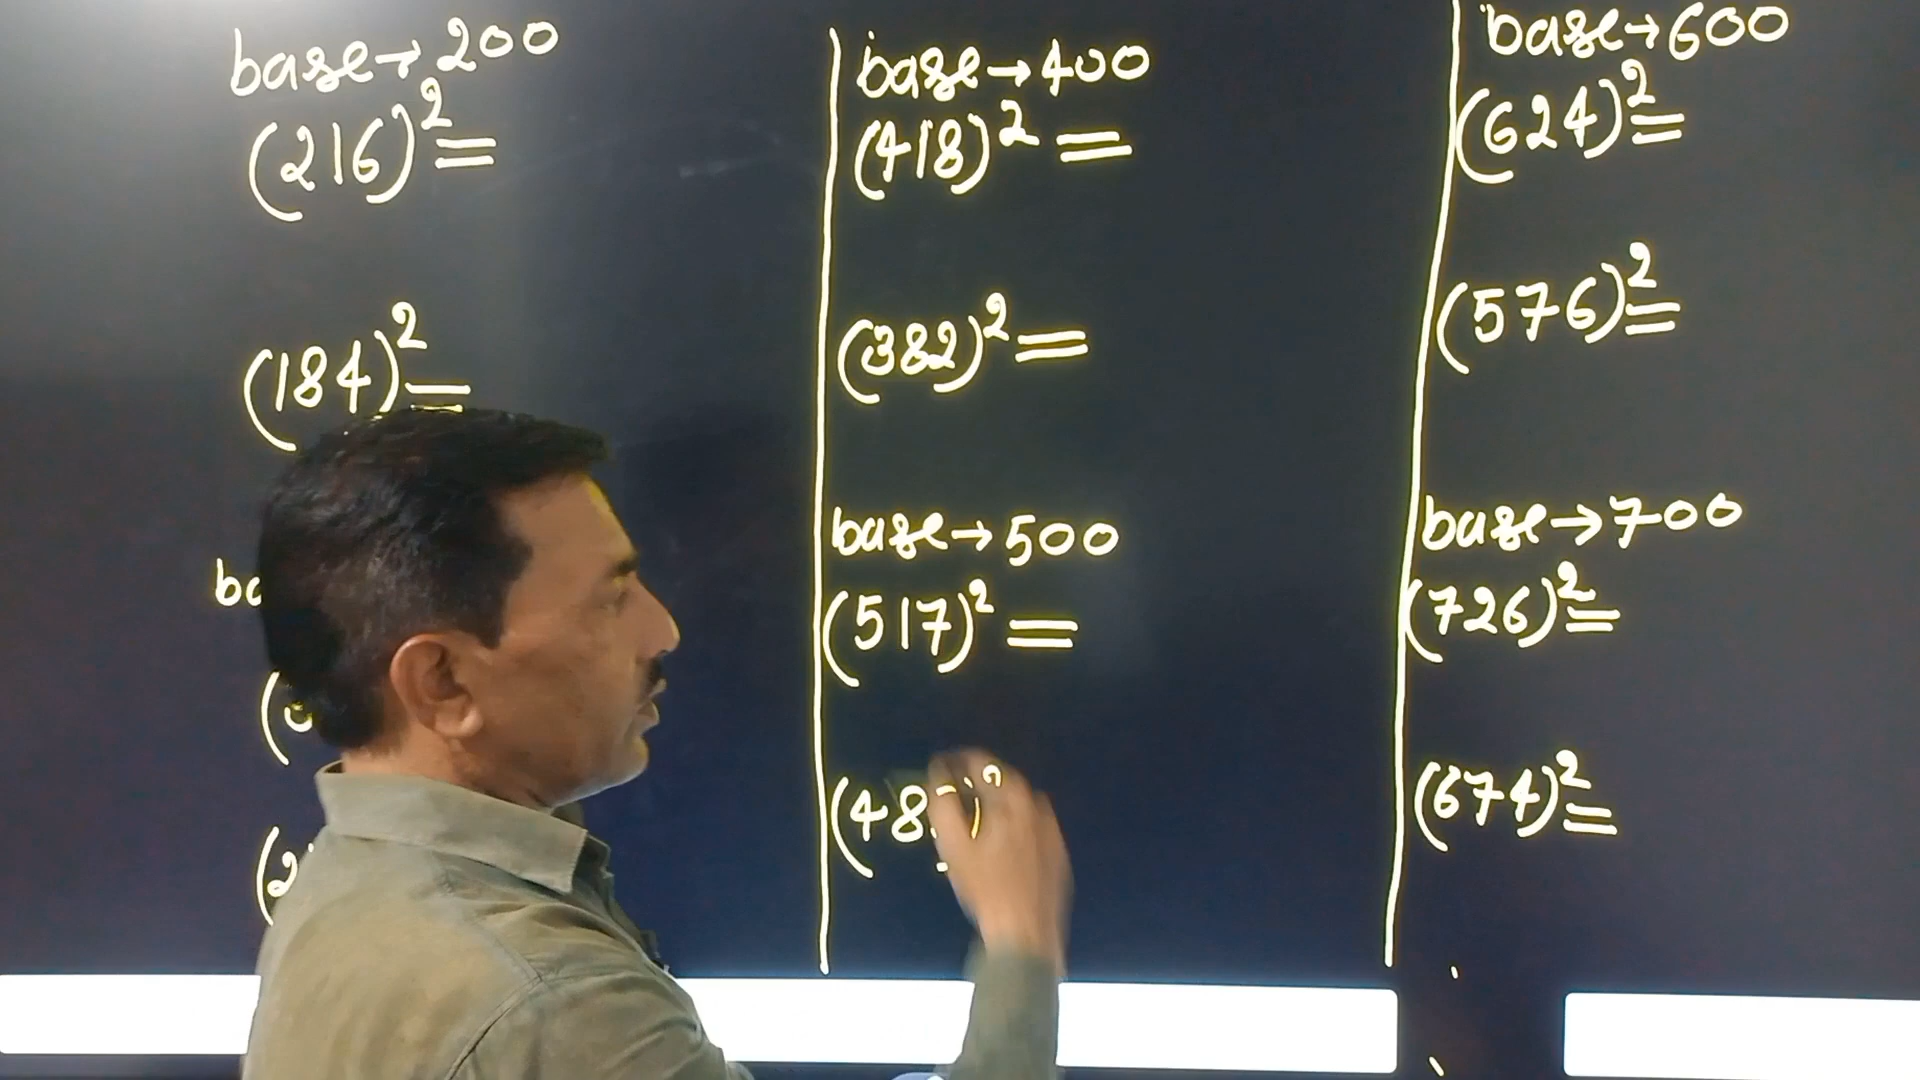 base→200
(216)²=
(184)²=
base→400
(418)²=
(382)²=
base→500
(517)²=
(48
base→600
(624)²=
(576)²=
base→700
(726)²=
(674)²=